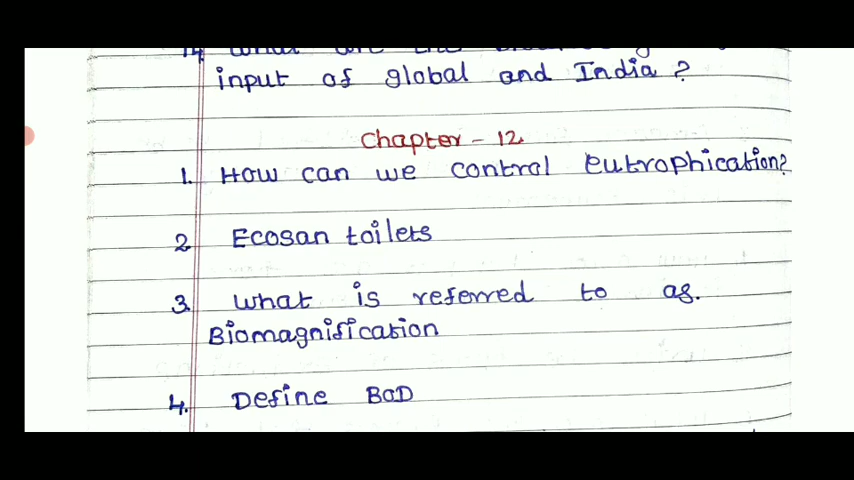 input of global and India ?
Chapter - 12
1. How can we control eutrophication?
2 Ecosan toilets
3 what is referred to as.
Biomagnification
4. Define BOD